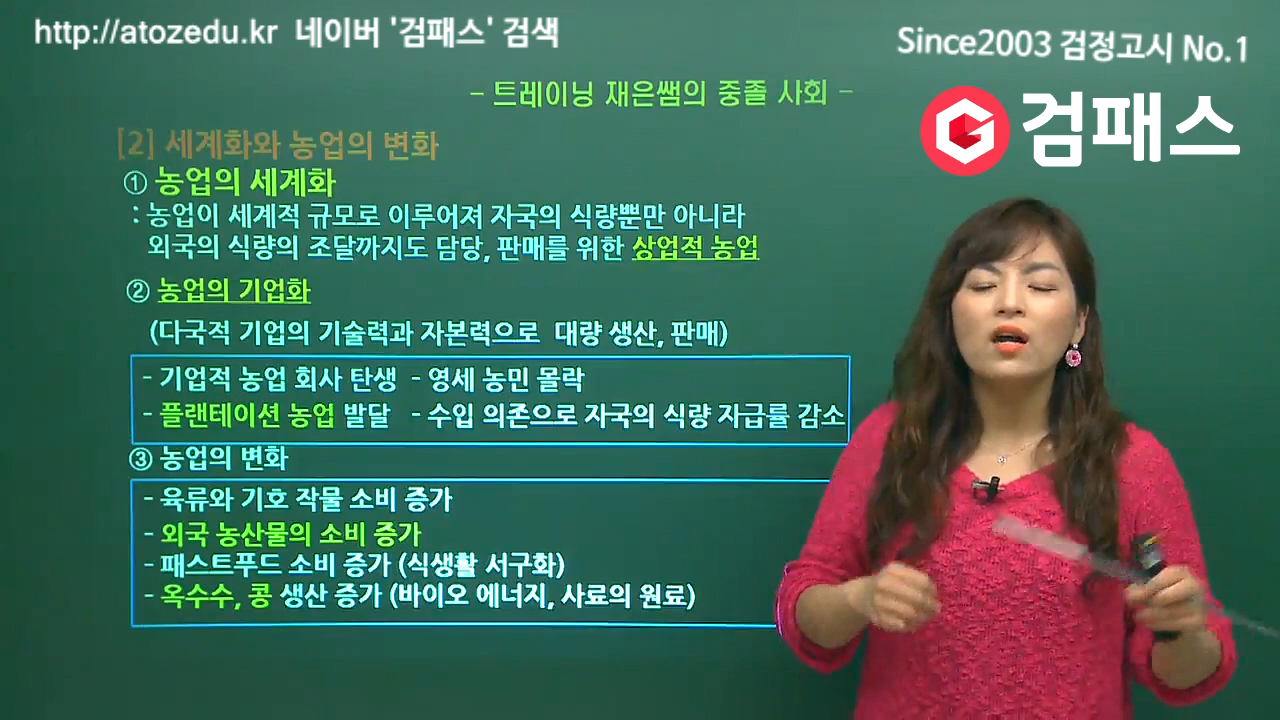 http://atozedu.kr 네이버 '검패스' 검색
Since2003 검정고시 No.1
검패스
- 트레이닝 재은쌤의 중졸 사회 -
[2] 세계화와 농업의 변화
① 농업의 세계화
: 농업이 세계적 규모로 이루어져 자국의 식량뿐만 아니라
외국의 식량의 조달까지도 담당, 판매를 위한 상업적 농업
② 농업의 기업화
(다국적 기업의 기술력과 자본력으로 대량 생산, 판매)
- 기업적 농업 회사 탄생 - 영세 농민 몰락
- 플랜테이션 농업 발달 - 수입 의존으로 자국의 식량 자급률 감소
③ 농업의 변화
- 육류와 기호 작물 소비 증가
- 외국 농산물의 소비 증가
- 패스트푸드 소비 증가 (식생활 서구화)
- 옥수수, 콩 생산 증가 (바이오 에너지, 사료의 원료)